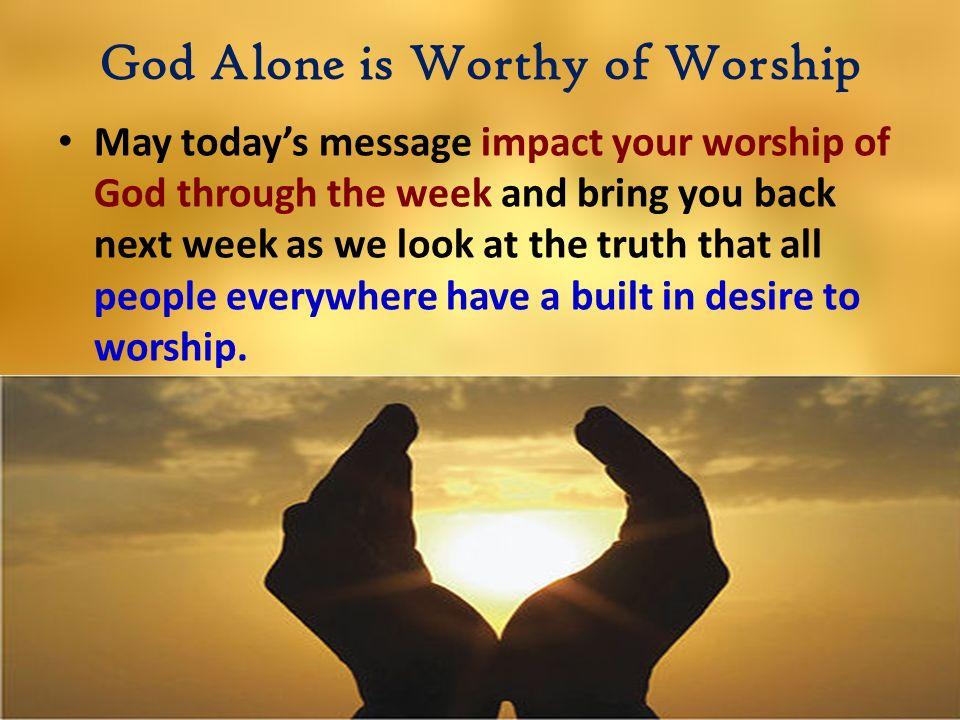 God Alone is Worthy of Worship
• May today’s message impact your worship of
God through the week and bring you back
next week as we look at the truth that all
people everywhere have a built in desire to
worship.